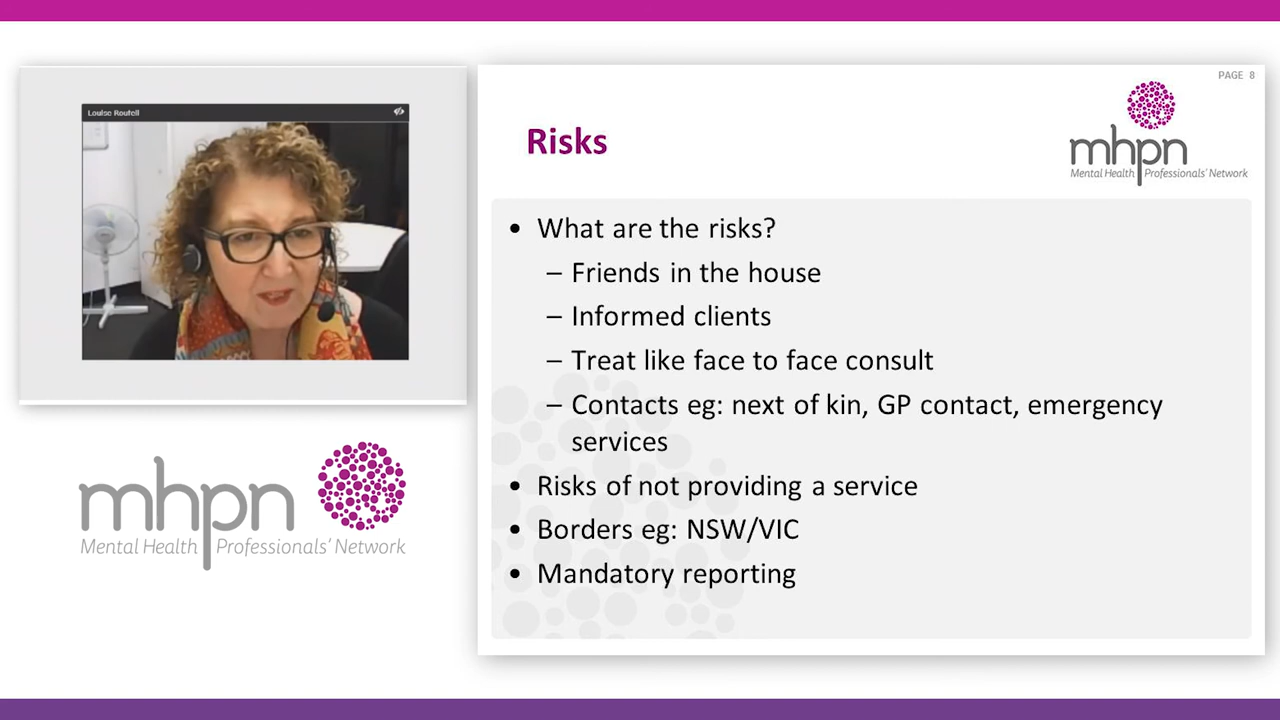 Louise Routell
PAGE 8
mhpn
Mental Health Professionals' Network
Risks
• What are the risks?
– Friends in the house
– Informed clients
– Treat like face to face consult
– Contacts eg: next of kin, GP contact, emergency
services
• Risks of not providing a service
• Borders eg: NSW/VIC
• Mandatory reporting
mhpn
Mental Health Professionals' Network